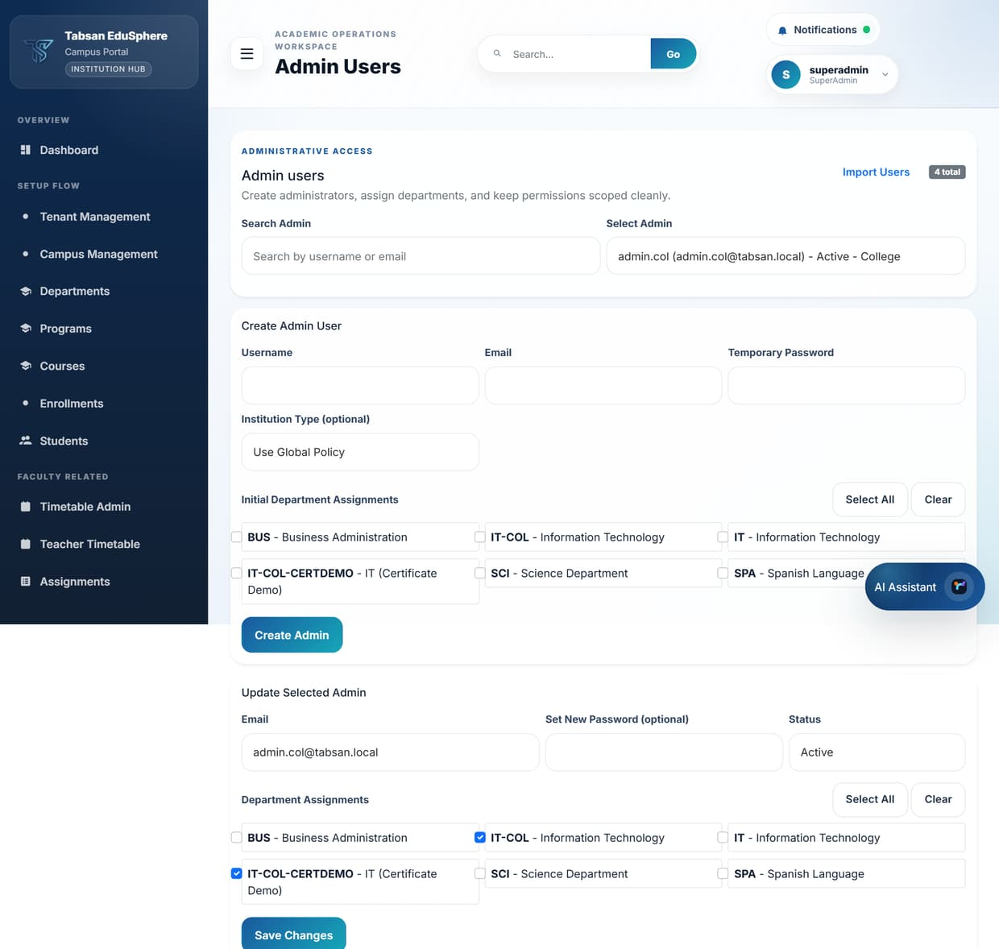 Tabsan EduSphere
Campus Portal
INSTITUTION HUB
OVERVIEW
Dashboard
SETUP FLOW
Tenant Management
Campus Management
Departments
Programs
Courses
Enrollments
Students
FACULTY RELATED
Timetable Admin
Teacher Timetable
Assignments
ACADEMIC OPERATIONS
WORKSPACE
Admin Users
Search...
Go
Notifications
S
superadmin
SuperAdmin
ADMINISTRATIVE ACCESS
Admin users
Create administrators, assign departments, and keep permissions scoped cleanly.
Import Users
4 total
Search Admin
Select Admin
Search by username or email
admin.col (admin.col@tabsan.local) - Active - College
Create Admin User
Username
Email
Temporary Password
Institution Type (optional)
Use Global Policy
Initial Department Assignments
Select All
Clear
BUS - Business Administration
IT-COL - Information Technology
IT - Information Technology
IT-COL-CERTDEMO - IT (Certificate
Demo)
SCI - Science Department
SPA - Spanish Language
AI Assistant
Create Admin
Update Selected Admin
Email
Set New Password (optional)
Status
admin.col@tabsan.local
Active
Department Assignments
Select All
Clear
BUS - Business Administration
IT-COL - Information Technology
IT - Information Technology
IT-COL-CERTDEMO - IT (Certificate
Demo)
SCI - Science Department
SPA - Spanish Language
Save Changes